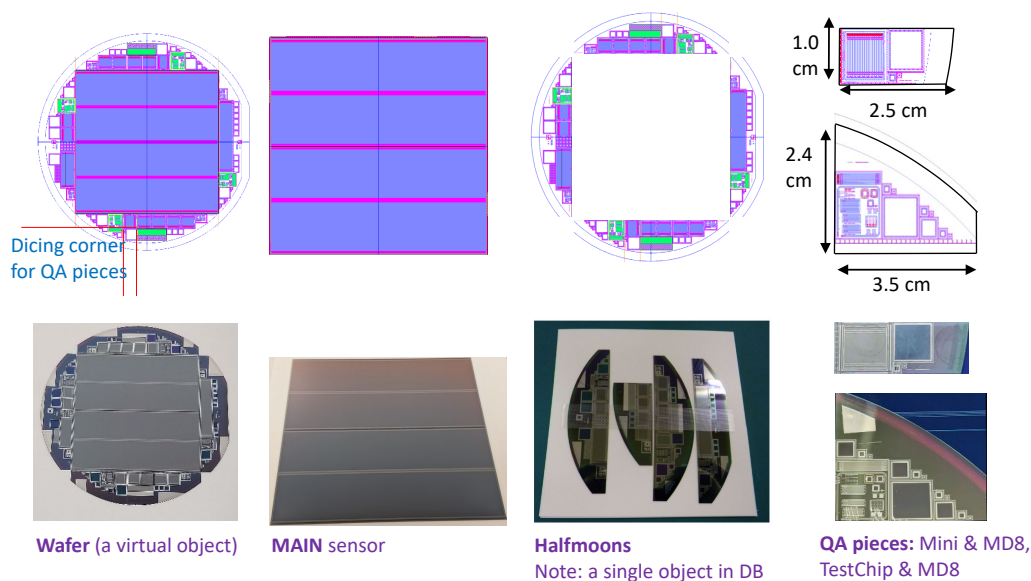 1.0
cm
2.5 cm
2.4
cm
3.5 cm
Dicing corner
for QA pieces
Wafer (a virtual object)
MAIN sensor
Halfmoons
Note: a single object in DB
QA pieces: Mini & MD8,
TestChip & MD8